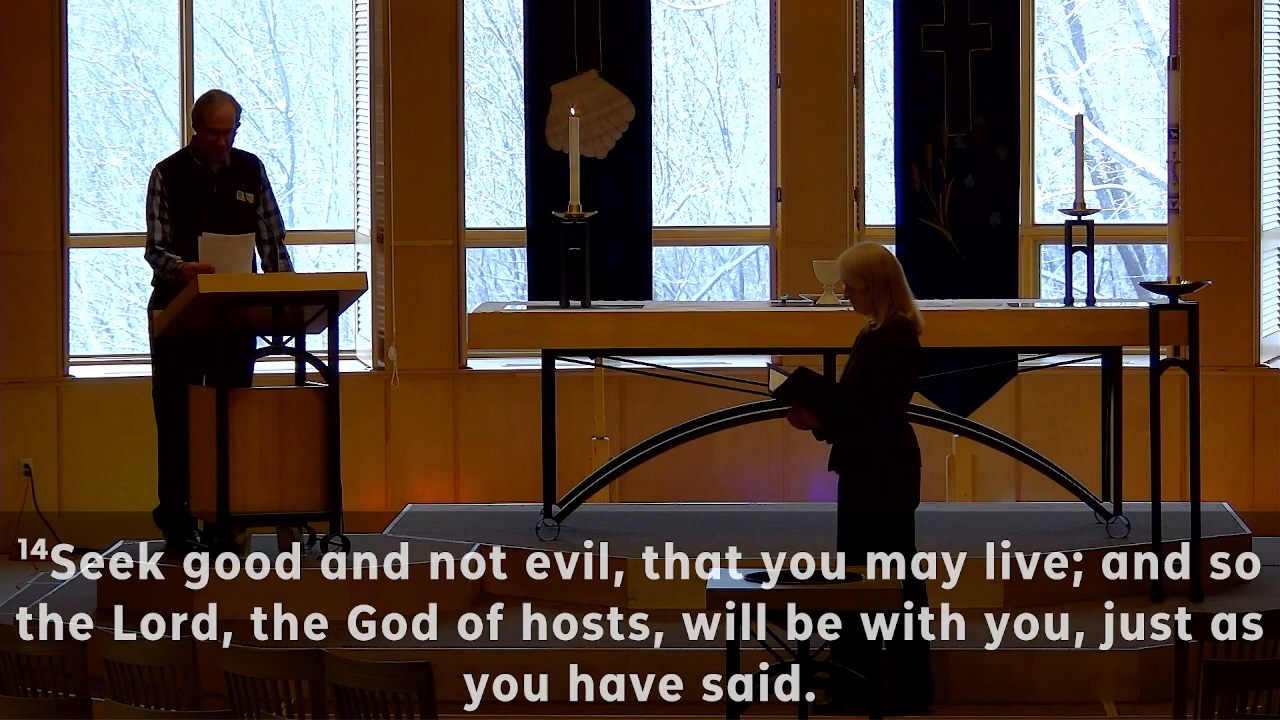 ¹⁴Seek good and not evil, that you may live; and so
the Lord, the God of hosts, will be with you, just as
you have said.